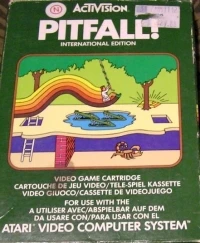 ACTIVISION
PITFALL!
INTERNATIONAL EDITION
VIDEO GAME CARTRIDGE
CARTOUCHE DE JEU VIDEO/TELE-SPIEL KASSETTE
VIDEO GIUOCO/CASSETTE DE VIDEOJUEGO
FOR USE WITH THE
A UTILISER AVEC/ABSPIELBAR AUF DEM
DA USARE CON/PARA USAR CON EL
ATARI® VIDEO COMPUTER SYSTEM™